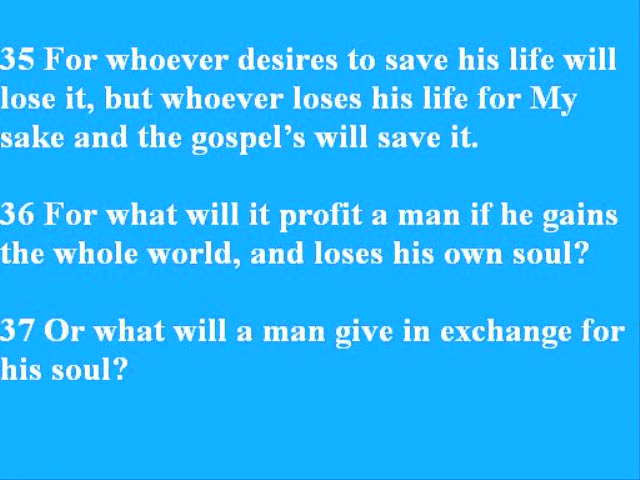 35 For whoever desires to save his life will
lose it, but whoever loses his life for My
sake and the gospel’s will save it.
36 For what will it profit a man if he gains
the whole world, and loses his own soul?
37 Or what will a man give in exchange for
his soul?